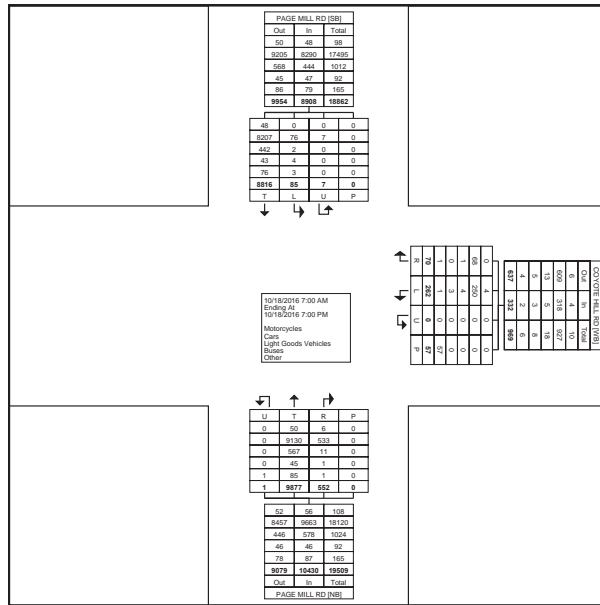 PAGE MILL RD [SB]
Out In Total
50 48 98
9205 8290 17495
568 444 1012
45 47 92
86 79 165
9954 8908 18862
48 0 0 0
8207 76 7 0
442 2 0 0
43 4 0 0
76 3 0 0
8816 85 7 0
T L U P
COYOTE HILL RD [WB]
Out In Total
6 4 10
609 318 927
13 5 18
5 3 8
4 2 6
637 332 969
0 4 0 0
68 250 0 0
1 4 0 0
0 3 0 0
1 1 0 57
70 262 0 57
R L U P
10/18/2016 7:00 AM
Ending At
10/18/2016 7:00 PM
Motorcycles
Cars
Light Goods Vehicles
Buses
Other
U T R P
0 50 6 0
0 9130 533 0
0 567 11 0
0 45 1 0
1 85 1 0
1 9877 552 0
52 56 108
8457 9663 18120
446 578 1024
46 46 92
78 87 165
9079 10430 19509
Out In Total
PAGE MILL RD [NB]